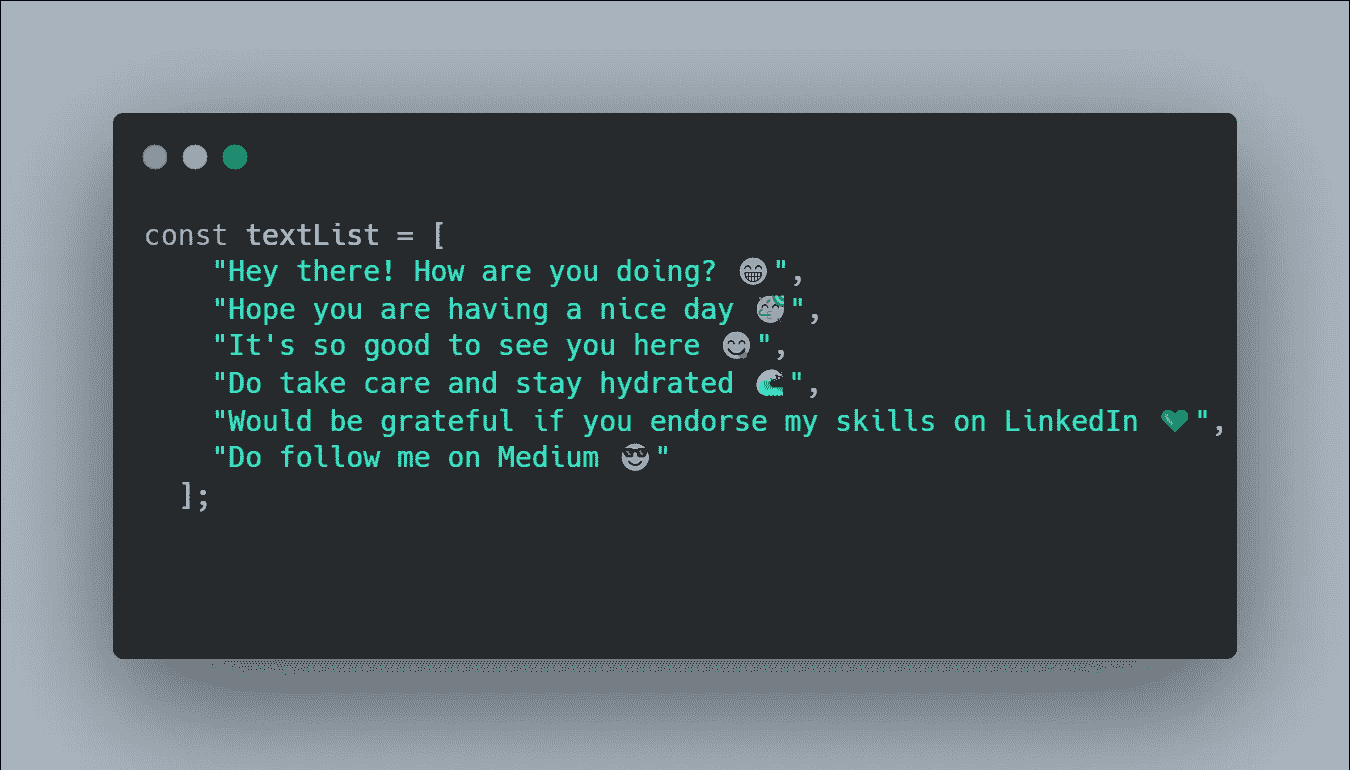 const textList = [
"Hey there! How are you doing? 😁",
"Hope you are having a nice day 😴",
"It's so good to see you here 😋",
"Do take care and stay hydrated 🌊",
"Would be grateful if you endorse my skills on LinkedIn 💚",
"Do follow me on Medium 😎"
];